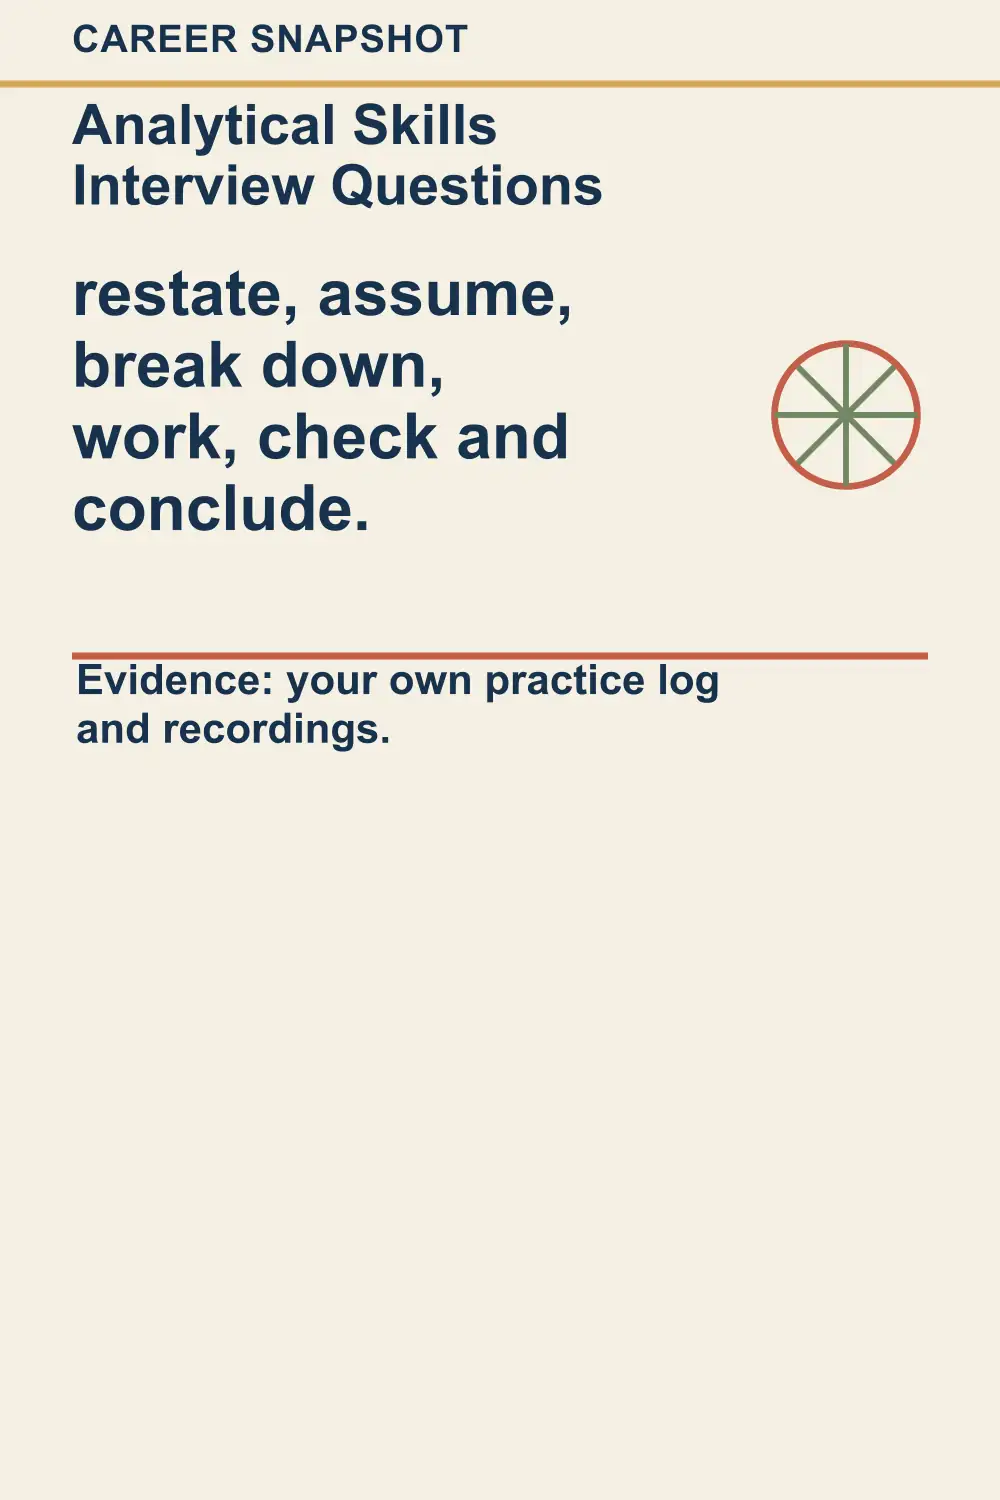 CAREER SNAPSHOT
Analytical Skills
Interview Questions
restate, assume,
break down,
work, check and
conclude.
Evidence: your own practice log
and recordings.